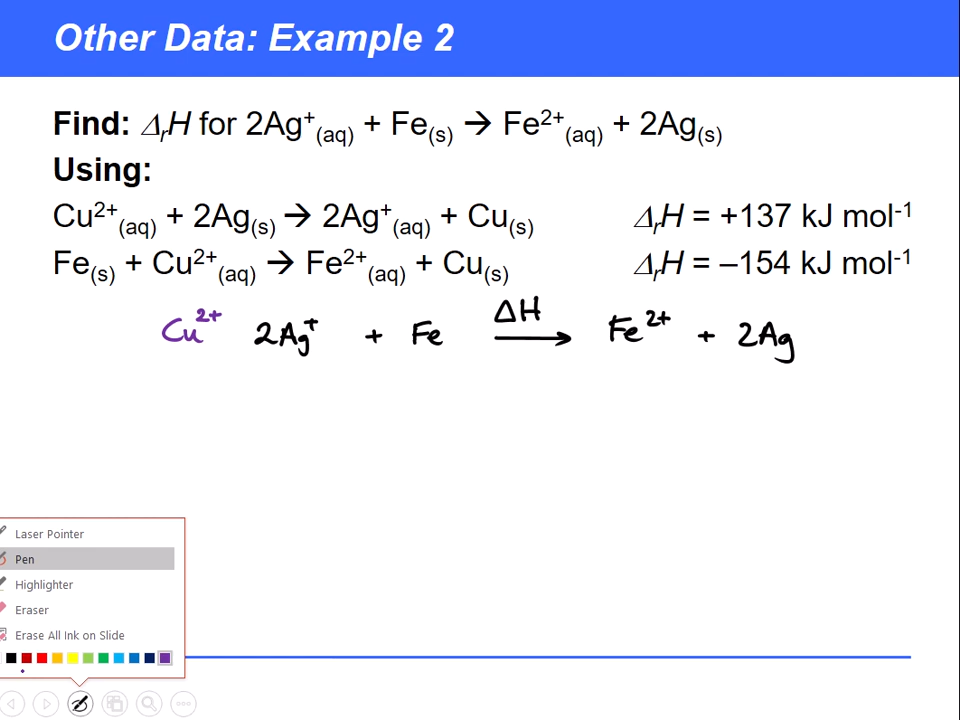 Other Data: Example 2
Find: ΔᵣH for 2Ag⁺(aq) + Fe(s) → Fe²⁺(aq) + 2Ag(s)
Using:
Cu²⁺(aq) + 2Ag(s) → 2Ag⁺(aq) + Cu(s) ΔᵣH = +137 kJ mol⁻¹
Fe(s) + Cu²⁺(aq) → Fe²⁺(aq) + Cu(s) ΔᵣH = –154 kJ mol⁻¹
Cu²⁺ 2Ag⁺ + Fe ΔH → Fe²⁺ + 2Ag
Laser Pointer
Pen
Highlighter
Eraser
Erase All Ink on Slide